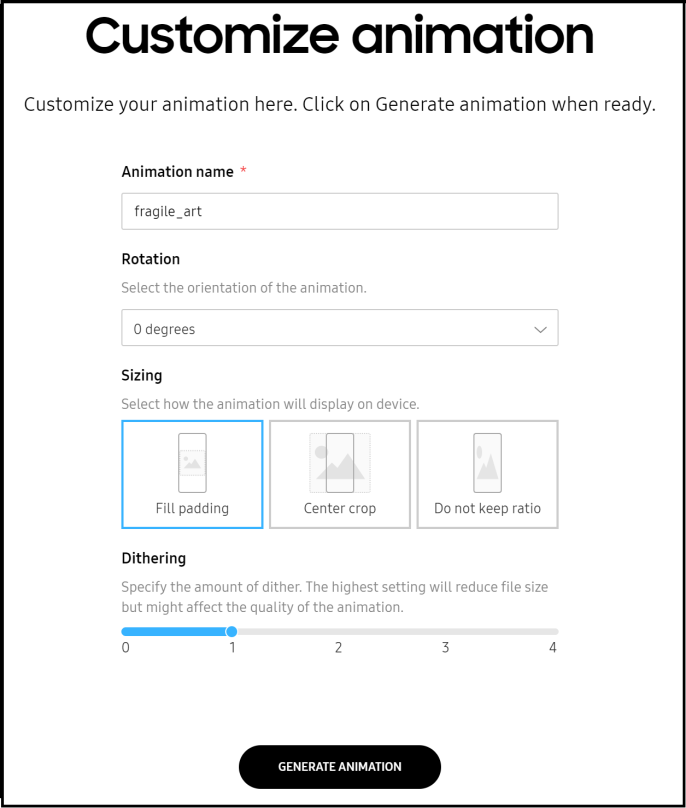 Customize animation
Customize your animation here. Click on Generate animation when ready.
Animation name *
fragile_art
Rotation
Select the orientation of the animation.
0 degrees
Sizing
Select how the animation will display on device.
Fill padding
Center crop
Do not keep ratio
Dithering
Specify the amount of dither. The highest setting will reduce file size
but might affect the quality of the animation.
0 1 2 3 4
GENERATE ANIMATION